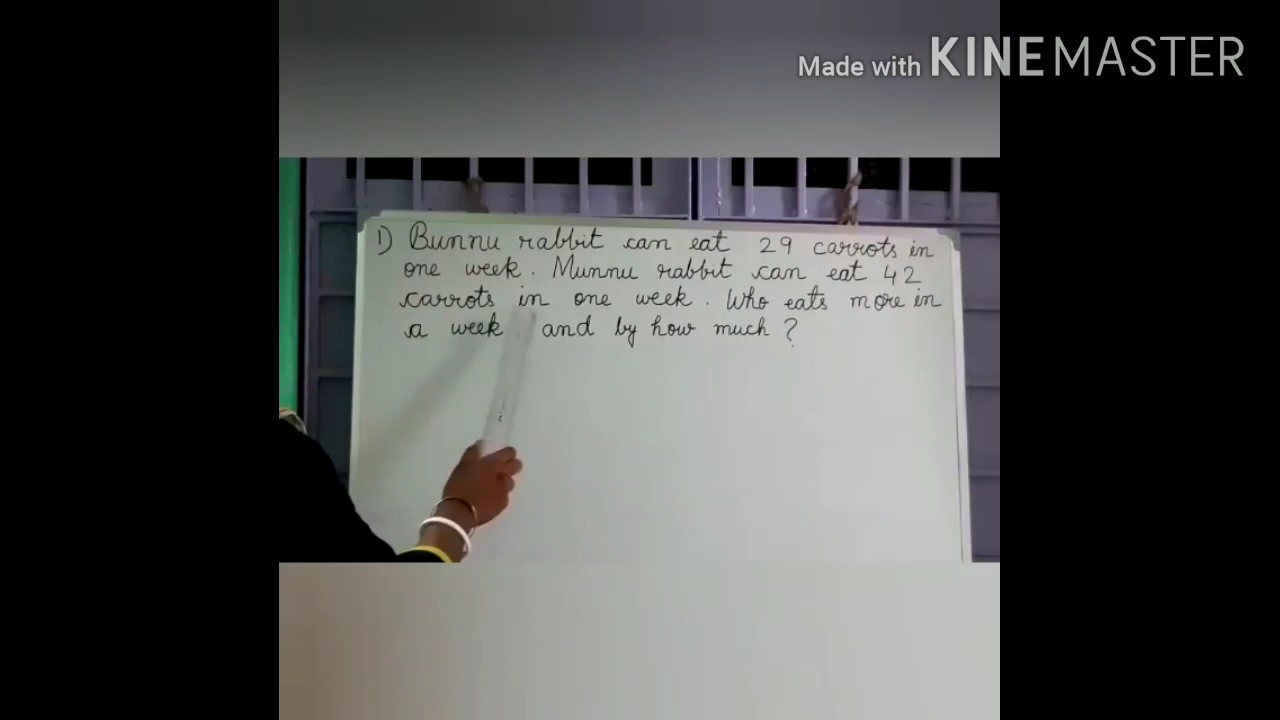 Made with KINEMASTER
1) Bunnu rabbit can eat 29 carrots in
one week. Munnu rabbit can eat 42
carrots in one week. Who eats more in
a week and by how much?